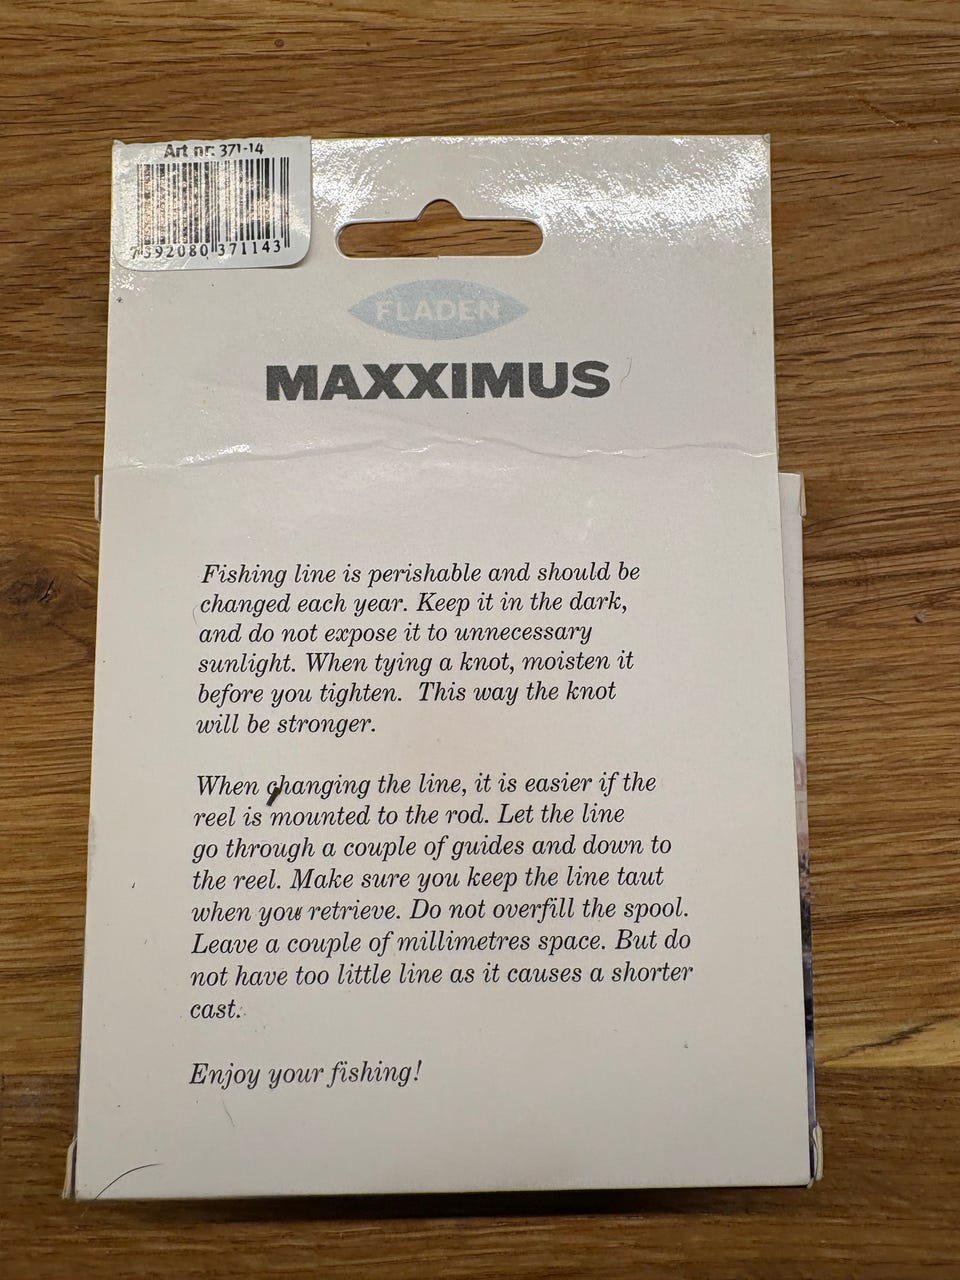 Art nr: 371-14
7392080 371143
FLADEN
MAXXIMUS
Fishing line is perishable and should be
changed each year. Keep it in the dark,
and do not expose it to unnecessary
sunlight. When tying a knot, moisten it
before you tighten. This way the knot
will be stronger.
When changing the line, it is easier if the
reel is mounted to the rod. Let the line
go through a couple of guides and down to
the reel. Make sure you keep the line taut
when you retrieve. Do not overfill the spool.
Leave a couple of millimetres space. But do
not have too little line as it causes a shorter
cast.
Enjoy your fishing!